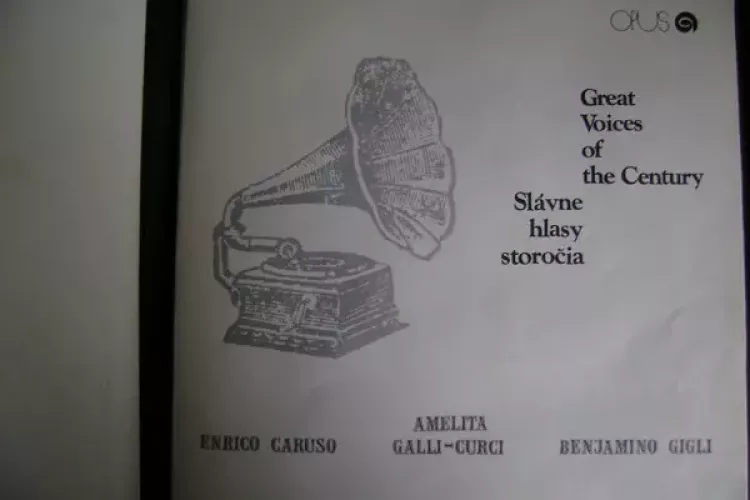 OPUS
Great
Voices
of
the Century
Slávne
hlasy
storočia
ENRICO CARUSO
AMELITA
GALLI-CURCI
BENJAMINO GIGLI